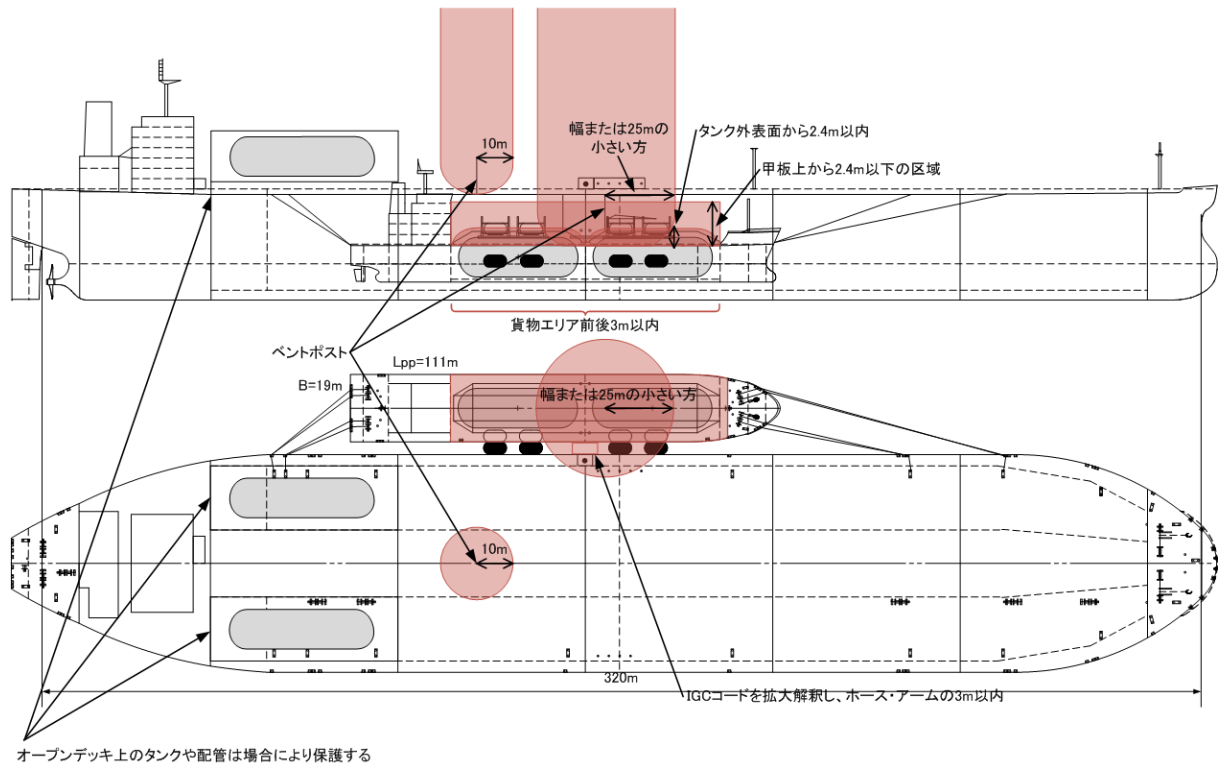 10m
幅または25mの
小さい方
タンク外表面から2.4m以内
甲板上から2.4m以下の区域
貨物エリア前後3m以内
ベントポスト
Lpp=111m
B=19m
幅または25mの小さい方
10m
320m
IGCコードを拡大解釈し、ホース・アームの3m以内
オープンデッキ上のタンクや配管は場合により保護する